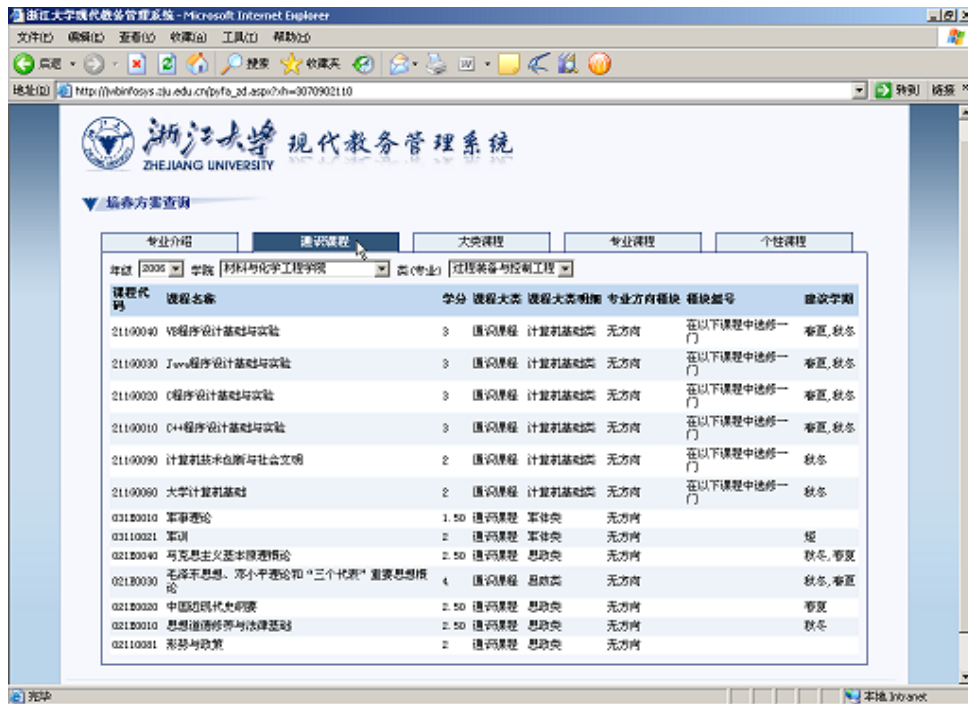 浙江大学现代教务管理系统 - Microsoft Internet Explorer
文件(F) 编辑(E) 查看(V) 收藏(A) 工具(T) 帮助(H)
后退 搜索 收藏夹
地址(D) http://jwbinfosys.zju.edu.cn/pyfa_zd.aspx?xh=3070902110 转到 链接 »
浙江大学 现代教务管理系统
ZHEJIANG UNIVERSITY
培养方案查询
专业介绍 通识课程 大类课程 专业课程 个性课程
年级 2006 学院 材料与化学工程学院 类(专业) 过程装备与控制工程
课程代码 课程名称 学分 课程大类 课程大类明细 专业方向模块 模块组号 建议学期
211G0040 VB程序设计基础与实验 3 通识课程 计算机基础类 无方向 在以下课程中选修一门 春夏,秋冬
211G0030 Java程序设计基础与实验 3 通识课程 计算机基础类 无方向 在以下课程中选修一门 春夏,秋冬
211G0020 C程序设计基础与实验 3 通识课程 计算机基础类 无方向 在以下课程中选修一门 春夏,秋冬
211G0010 C++程序设计基础与实验 3 通识课程 计算机基础类 无方向 在以下课程中选修一门 春夏,秋冬
211G0090 计算机技术创新与社会文明 2 通识课程 计算机基础类 无方向 在以下课程中选修一门 秋冬
211G0060 大学计算机基础 2 通识课程 计算机基础类 无方向 在以下课程中选修一门 秋冬
031E0010 军事理论 1.50 通识课程 军体类 无方向
03110021 军训 2 通识课程 军体类 无方向 短
021E0040 马克思主义基本原理概论 2.50 通识课程 思政类 无方向 秋冬,春夏
021E0030 毛泽东思想、邓小平理论和“三个代表”重要思想概论 4 通识课程 思政类 无方向 秋冬,春夏
021E0020 中国近现代史纲要 2.50 通识课程 思政类 无方向 春夏
021E0010 思想道德修养与法律基础 2.50 通识课程 思政类 无方向 秋冬
02110081 形势与政策 2 通识课程 思政类 无方向
完毕 本地 Intranet